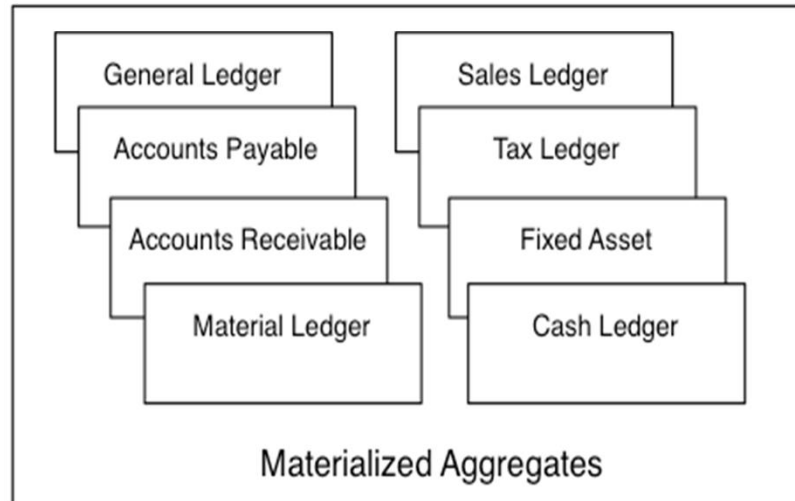 General Ledger
Accounts Payable
Accounts Receivable
Material Ledger
Sales Ledger
Tax Ledger
Fixed Asset
Cash Ledger
Materialized Aggregates